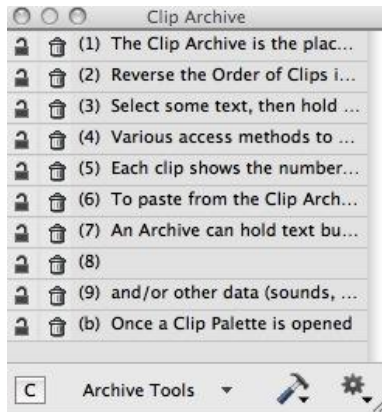 Clip Archive
(1) The Clip Archive is the plac...
(2) Reverse the Order of Clips i...
(3) Select some text, then hold ...
(4) Various access methods to ...
(5) Each clip shows the number...
(6) To paste from the Clip Arch...
(7) An Archive can hold text bu...
(8)
(9) and/or other data (sounds, ...
(b) Once a Clip Palette is opened
C Archive Tools